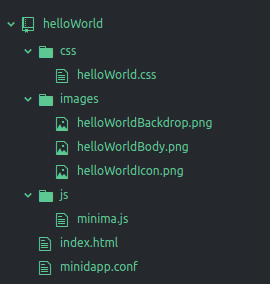 helloWorld
css
helloWorld.css
images
helloWorldBackdrop.png
helloWorldBody.png
helloWorldIcon.png
js
minima.js
index.html
minidapp.conf